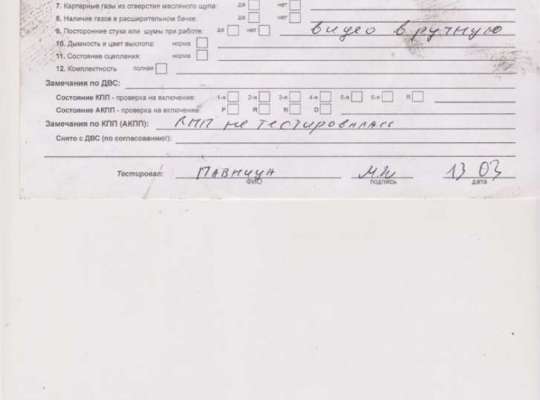 7. Картерные газы из отверстия масляного щупа: да нет
8. Наличие газов в расширительном бачке: да нет
9. Посторонние стуки или шумы при работе: да нет видео вручную
10. Дымность и цвет выхлопа: норма
11. Состояние сцепления: норма
12. Комплектность полная
Замечания по ДВС:
Состояние КПП - проверка на включение: 1-я 2-я 3-я 4-я 5-я 6-я R
Состояние АКПП - проверка на включение: P R N D
Замечания по КПП (АКПП): КПП не тестировалась
Снято с ДВС (по согласованию):
Тестировал: 13 03
ФИО подпись дата